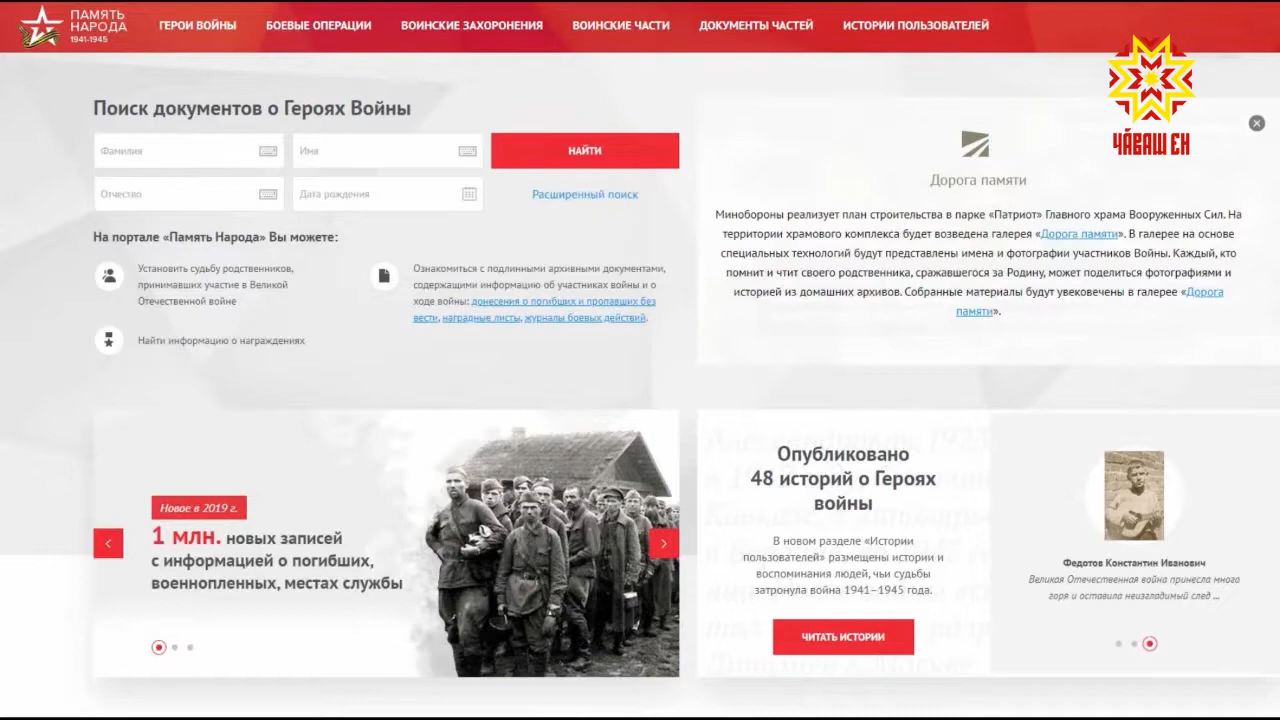 ПАМЯТЬ
НАРОДА
1941-1945
ГЕРОИ ВОЙНЫ
БОЕВЫЕ ОПЕРАЦИИ
ВОИНСКИЕ ЗАХОРОНЕНИЯ
ВОИНСКИЕ ЧАСТИ
ДОКУМЕНТЫ ЧАСТЕЙ
ИСТОРИИ ПОЛЬЗОВАТЕЛЕЙ
ЧӐВАШ ЕН
Поиск документов о Героях Войны
Фамилия
Имя
НАЙТИ
Отчество
Дата рождения
Расширенный поиск
На портале «Память Народа» Вы можете:
Установить судьбу родственников,
принимавших участие в Великой
Отечественной войне
Найти информацию о награждениях
Ознакомиться с подлинными архивными документами,
содержащими информацию об участниках войны и о
ходе войны: донесения о погибших и пропавших без
вести, наградные листы, журналы боевых действий.
Дорога памяти
Минобороны реализует план строительства в парке «Патриот» Главного храма Вооруженных Сил. На
территории храмового комплекса будет возведена галерея «Дорога памяти». В галерее на основе
специальных технологий будут представлены имена и фотографии участников Войны. Каждый, кто
помнит и чтит своего родственника, сражавшегося за Родину, может поделиться фотографиями и
историей из домашних архивов. Собранные материалы будут увековечены в галерее «Дорога
памяти».
Новое в 2019 г.
1 млн. новых записей
с информацией о погибших,
военнопленных, местах службы
Опубликовано
48 историй о Героях
войны
В новом разделе «Истории
пользователей» размещены истории и
воспоминания людей, чьи судьбы
затронула война 1941–1945 года.
ЧИТАТЬ ИСТОРИИ
Федотов Константин Иванович
Великая Отечественная война принесла много
горя и оставила неизгладимый след ...